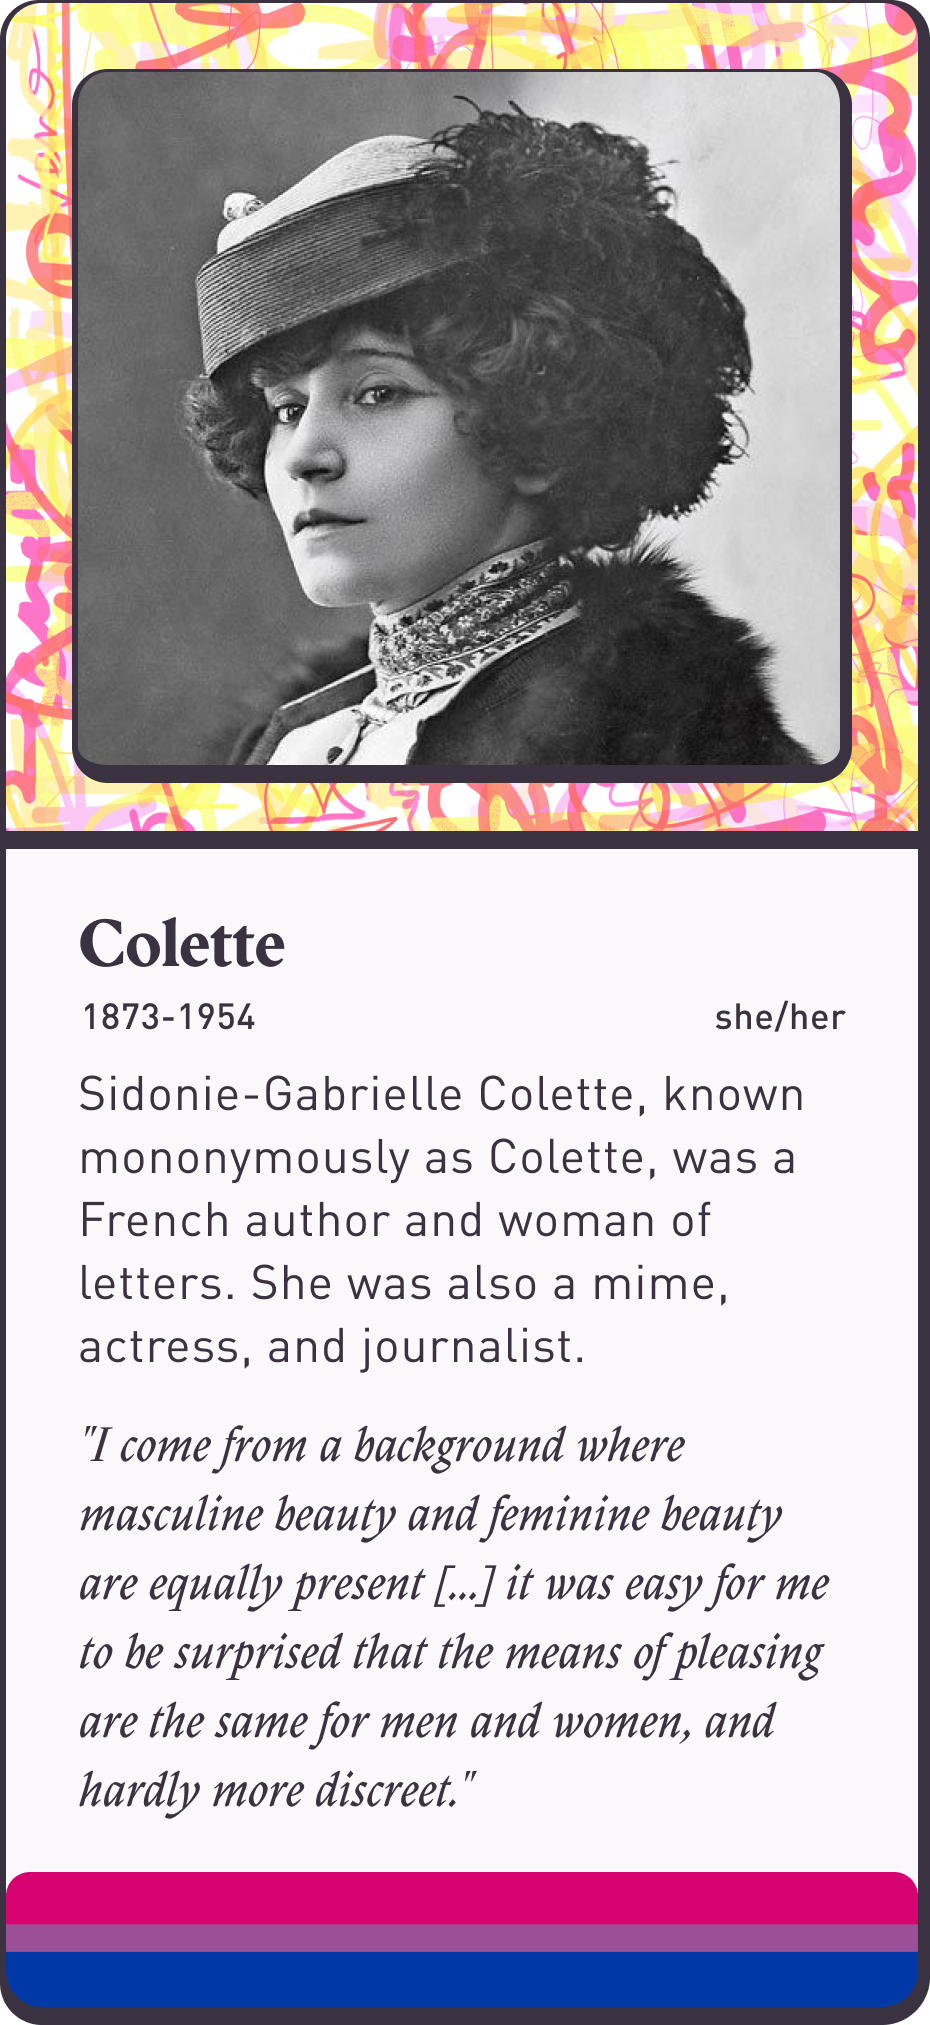 Colette
1873-1954 she/her
Sidonie-Gabrielle Colette, known
mononymously as Colette, was a
French author and woman of
letters. She was also a mime,
actress, and journalist.
"I come from a background where
masculine beauty and feminine beauty
are equally present [...] it was easy for me
to be surprised that the means of pleasing
are the same for men and women, and
hardly more discreet."